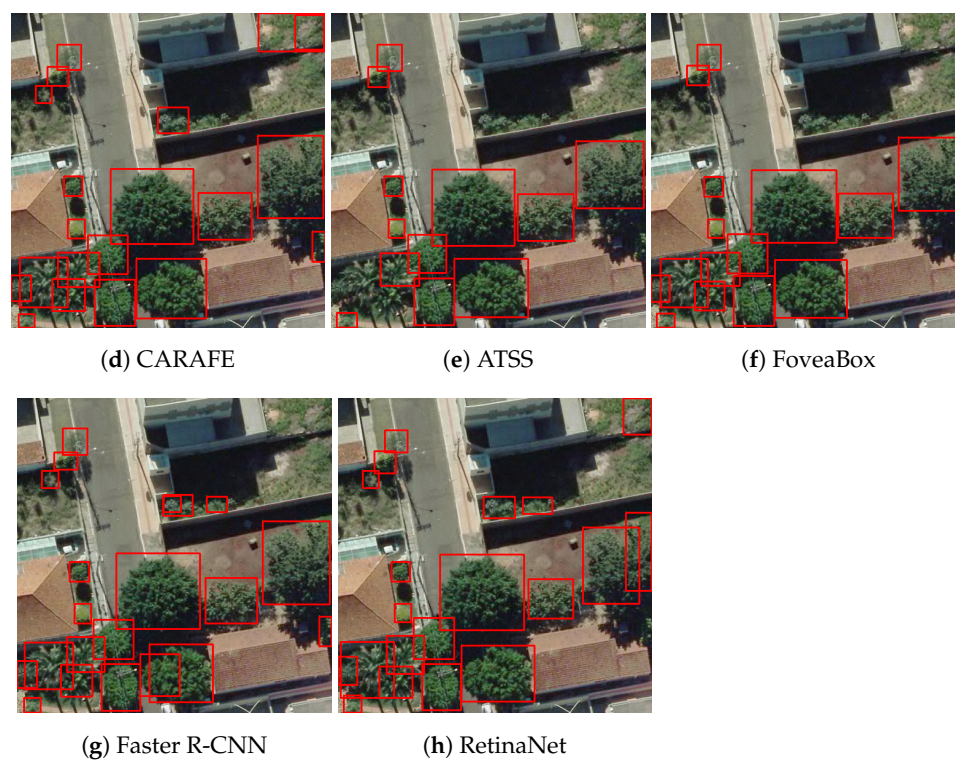 (d) CARAFE
(e) ATSS
(f) FoveaBox
(g) Faster R-CNN
(h) RetinaNet